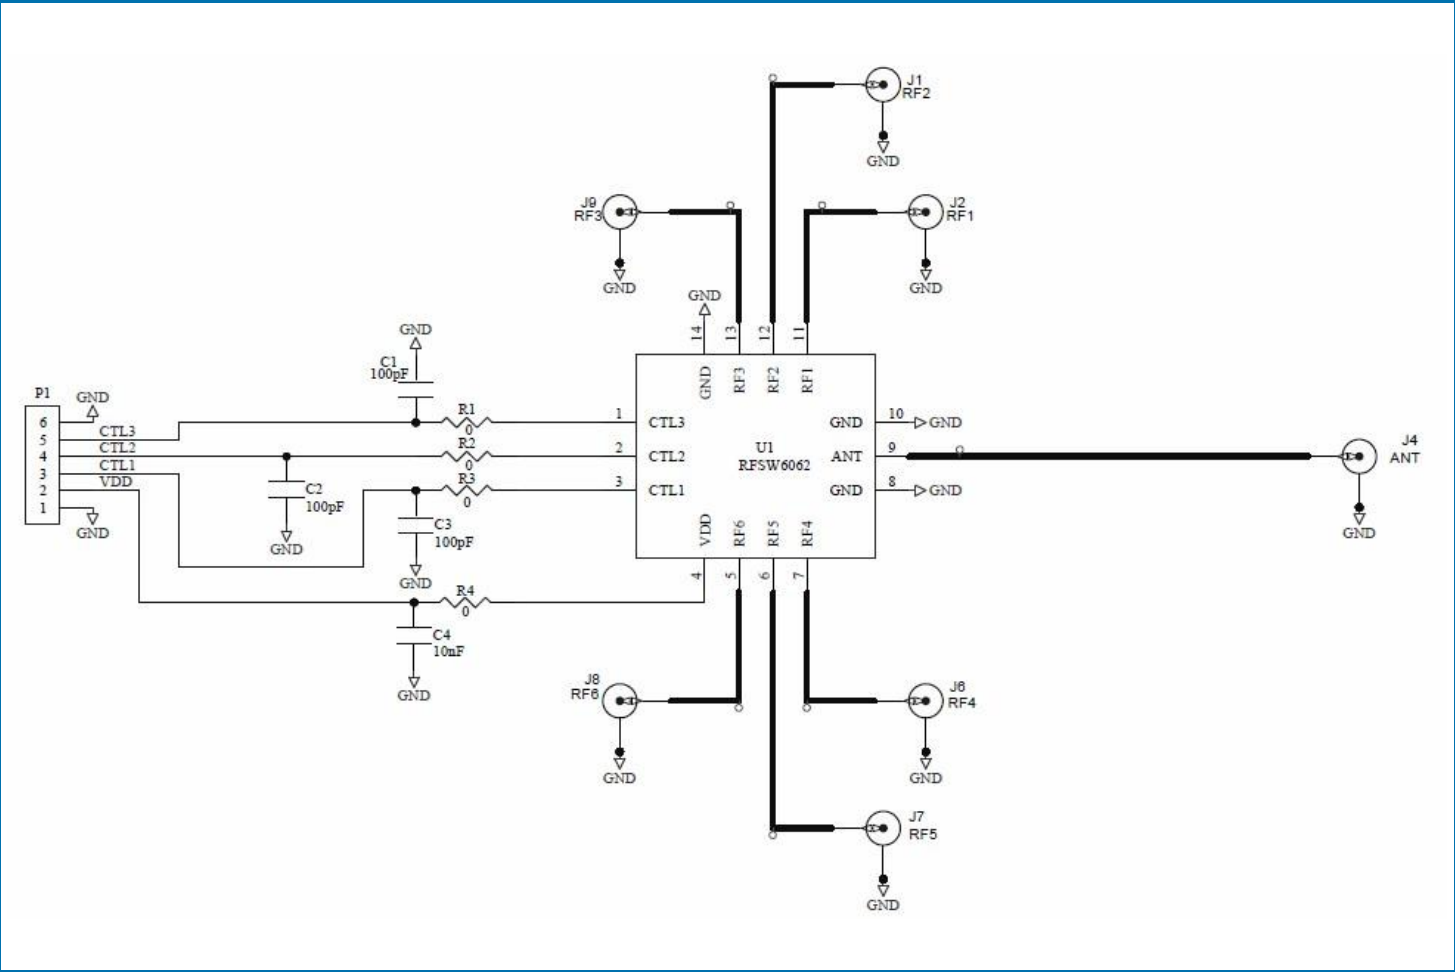 J1
RF2
GND
J9
RF3
GND
J2
RF1
GND
GND
14
13
12
11
GND
RF3
RF2
RF1
GND
C1
100pF
P1
GND
6
5
4
3
2
1
CTL3
CTL2
CTL1
VDD
GND
R1
0
R2
0
R3
0
C2
100pF
GND
C3
100pF
GND
R4
0
C4
10nF
GND
1
CTL3
2
CTL2
3
CTL1
U1
RFSW6062
GND
10
GND
ANT
9
GND
8
GND
J4
ANT
GND
VDD
RF6
RF5
RF4
4
5
6
7
J8
RF6
GND
J6
RF4
GND
J7
RF5
GND